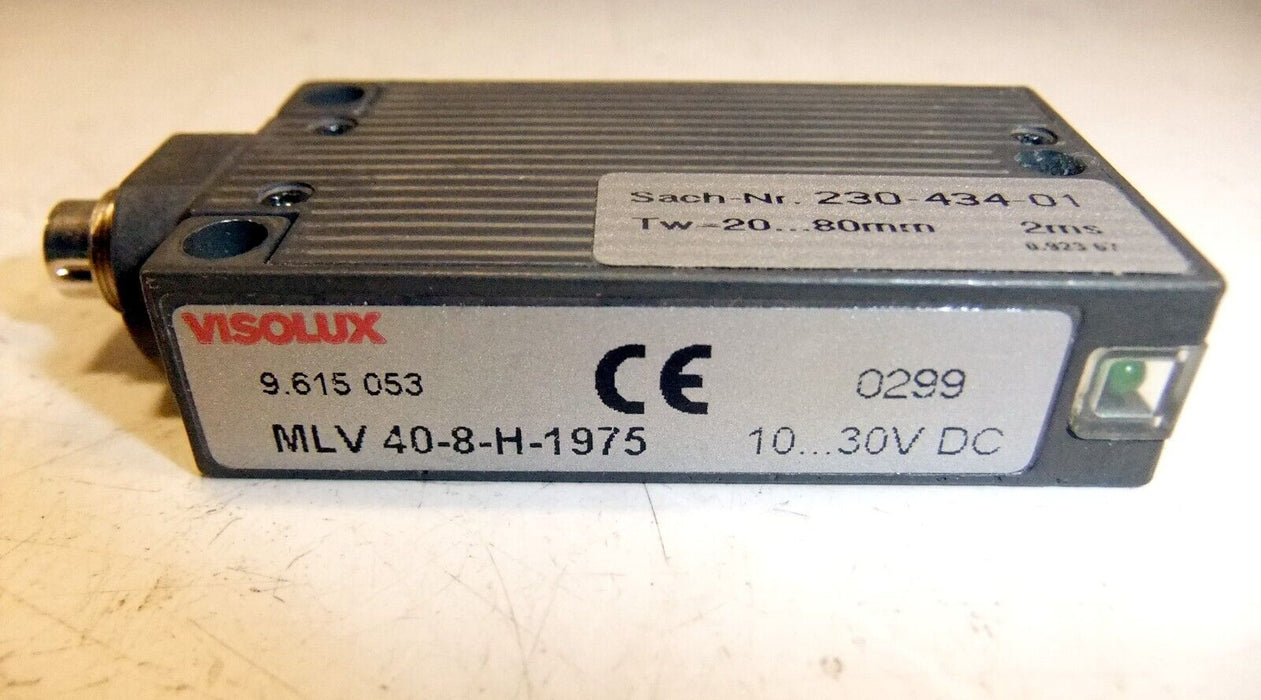 Sach-Nr. 230-434-01
Tw=20...80mm 2ms
VISOLUX
9.615 053 CE 0299
MLV 40-8-H-1975 10...30V DC